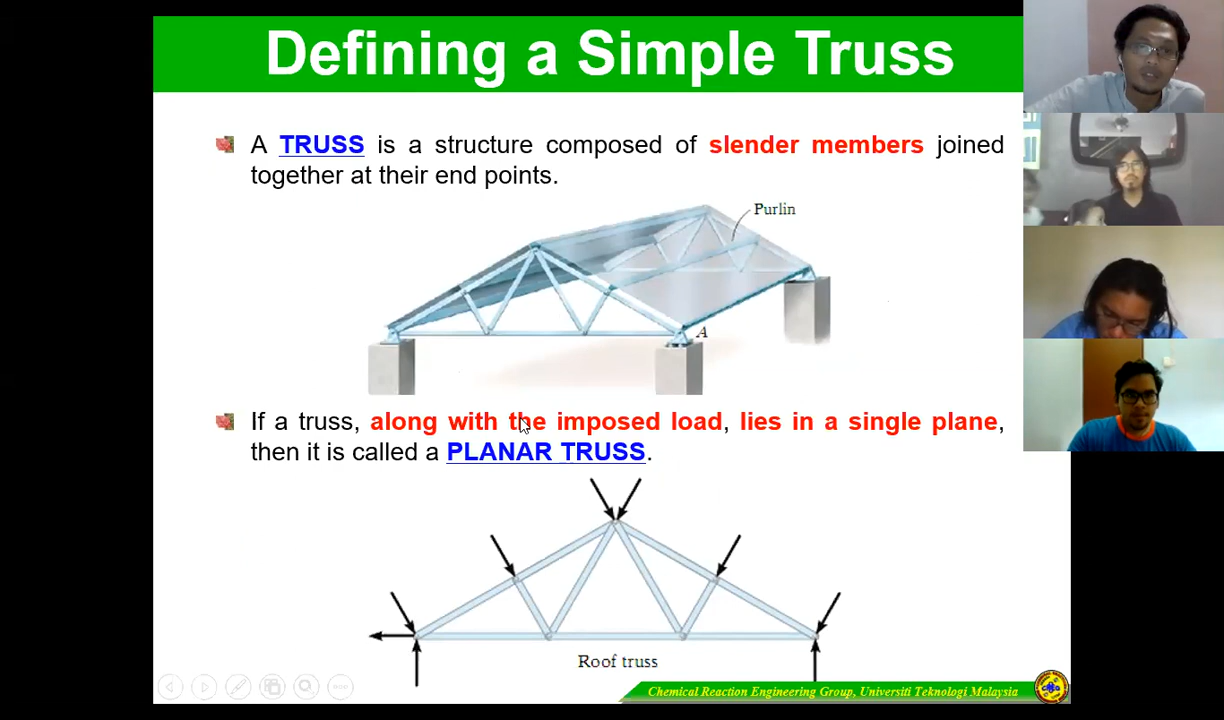 Defining a Simple Truss
A TRUSS is a structure composed of slender members joined
together at their end points.
Purlin
A
If a truss, along with the imposed load, lies in a single plane,
then it is called a PLANAR TRUSS.
Roof truss
Chemical Reaction Engineering Group, Universiti Teknologi Malaysia